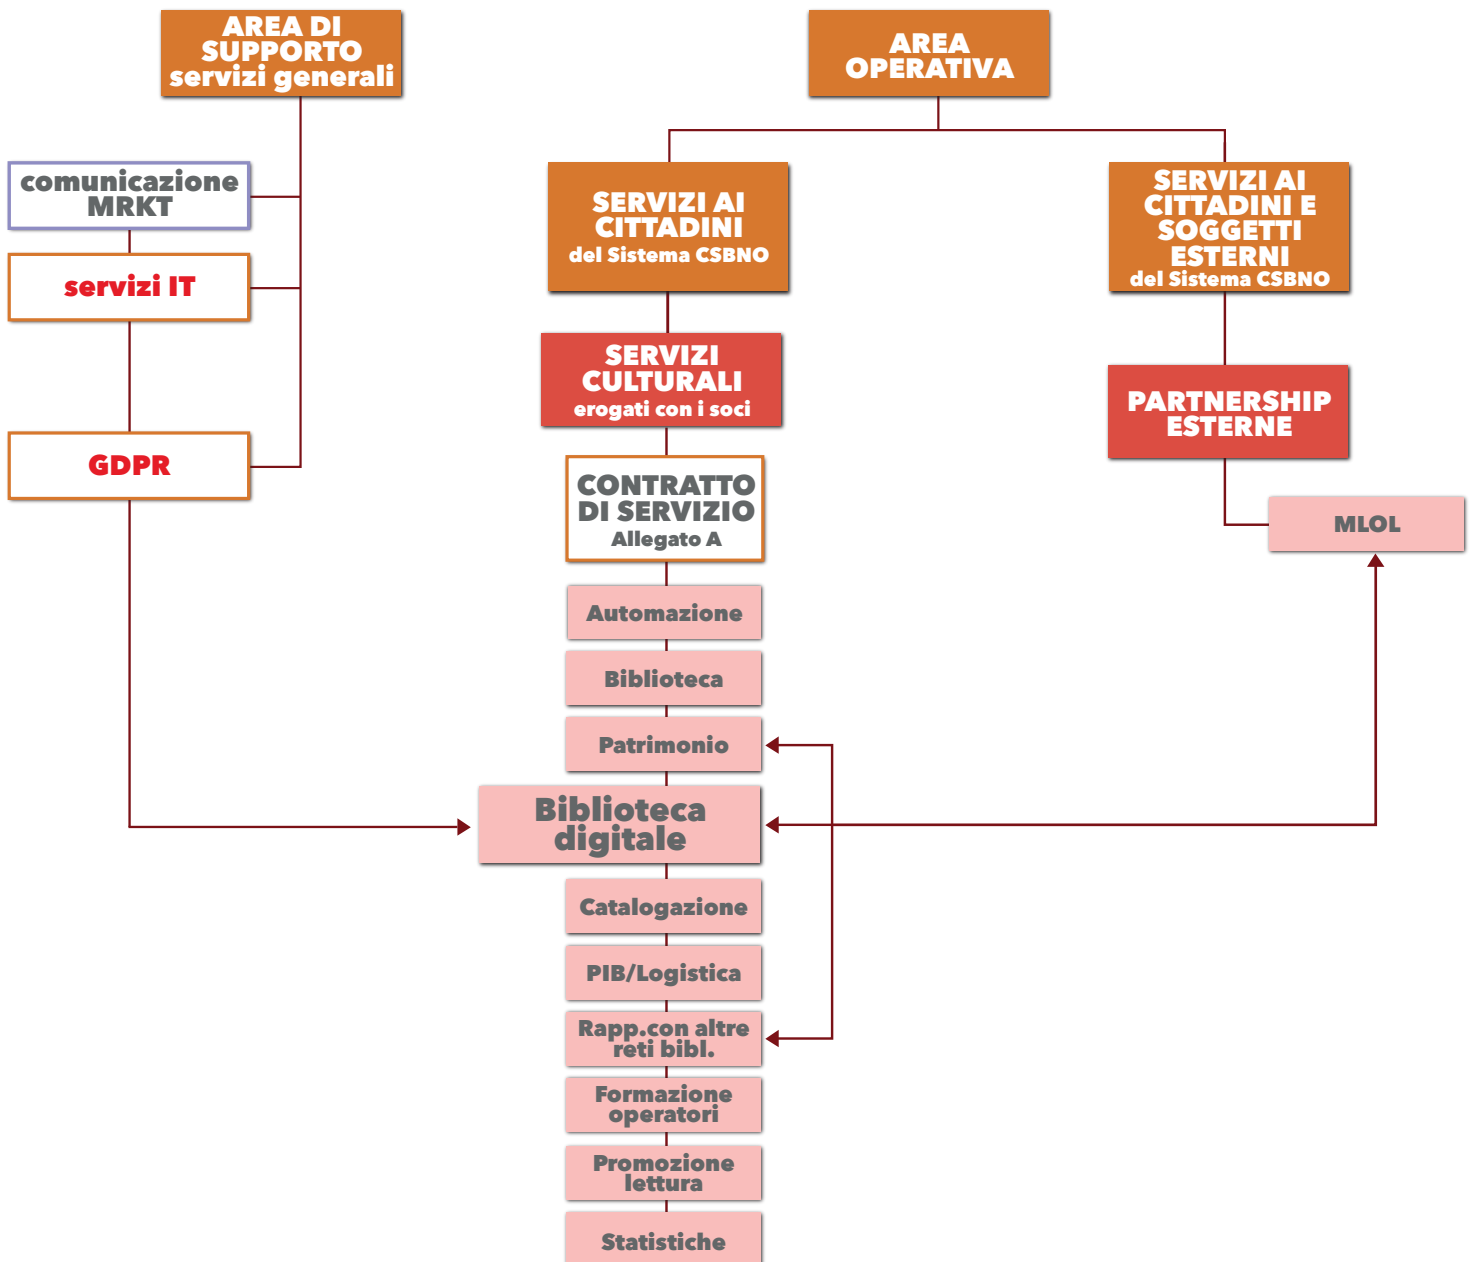 AREA DI
SUPPORTO
servizi generali
comunicazione
MRKT
servizi IT
GDPR
AREA
OPERATIVA
SERVIZI AI
CITTADINI
del Sistema CSBNO
SERVIZI
CULTURALI
erogati con i soci
CONTRATTO
DI SERVIZIO
Allegato A
Automazione
Biblioteca
Patrimonio
Biblioteca
digitale
Catalogazione
PIB/Logistica
Rapp.con altre
reti bibl.
Formazione
operatori
Promozione
lettura
Statistiche
SERVIZI AI
CITTADINI E
SOGGETTI
ESTERNI
del Sistema CSBNO
PARTNERSHIP
ESTERNE
MLOL